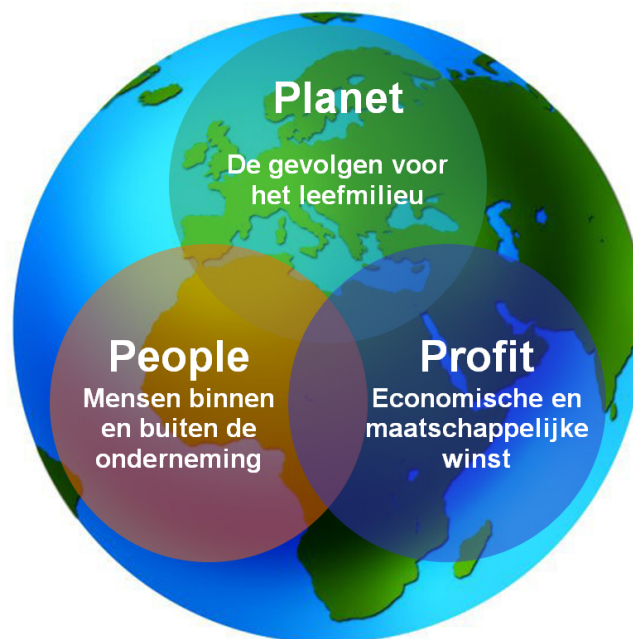 Planet
De gevolgen voor
het leefmilieu
People
Mensen binnen
en buiten de
onderneming
Profit
Economische en
maatschappelijke
winst